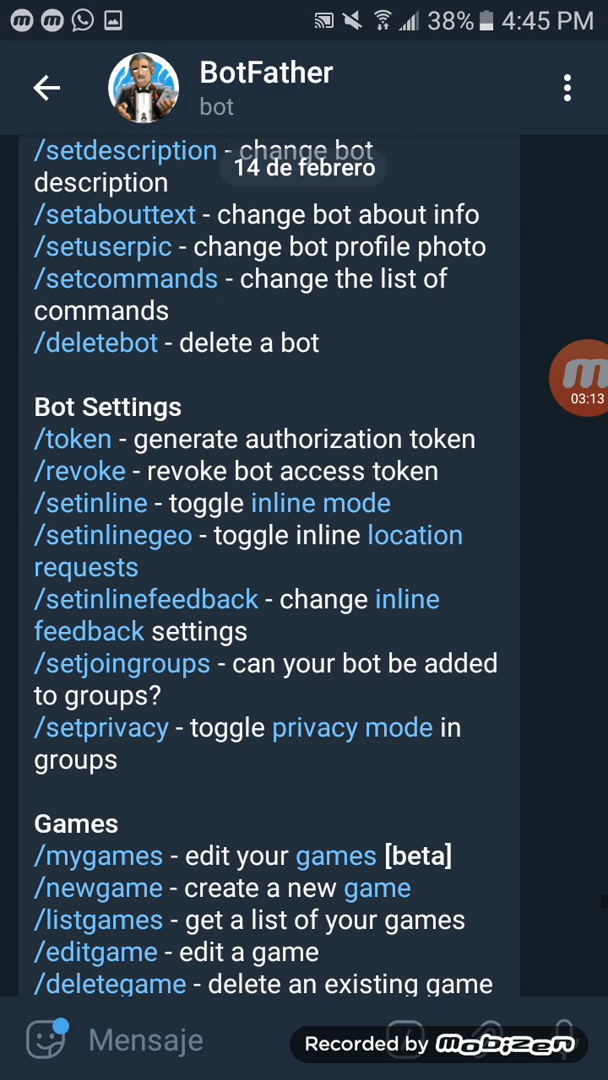 38% 4:45 PM
BotFather
bot
/setdescription - change bot
14 de febrero
description
/setabouttext - change bot about info
/setuserpic - change bot profile photo
/setcommands - change the list of
commands
/deletebot - delete a bot
03:13
Bot Settings
/token - generate authorization token
/revoke - revoke bot access token
/setinline - toggle inline mode
/setinlinegeo - toggle inline location
requests
/setinlinefeedback - change inline
feedback settings
/setjoingroups - can your bot be added
to groups?
/setprivacy - toggle privacy mode in
groups
Games
/mygames - edit your games [beta]
/newgame - create a new game
/listgames - get a list of your games
/editgame - edit a game
/deletegame - delete an existing game
Mensaje
Recorded by mobizen